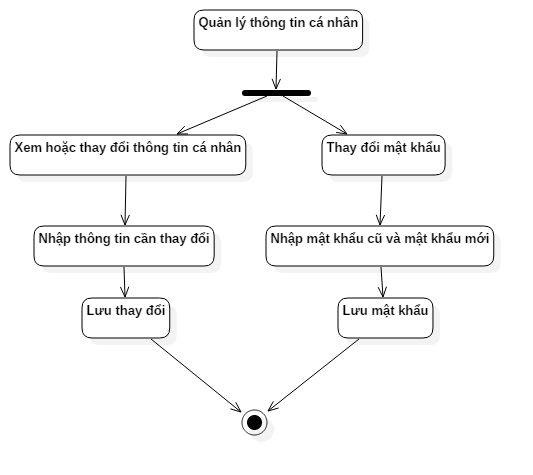 Quản lý thông tin cá nhân
Xem hoặc thay đổi thông tin cá nhân
Thay đổi mật khẩu
Nhập thông tin cần thay đổi
Nhập mật khẩu cũ và mật khẩu mới
Lưu thay đổi
Lưu mật khẩu